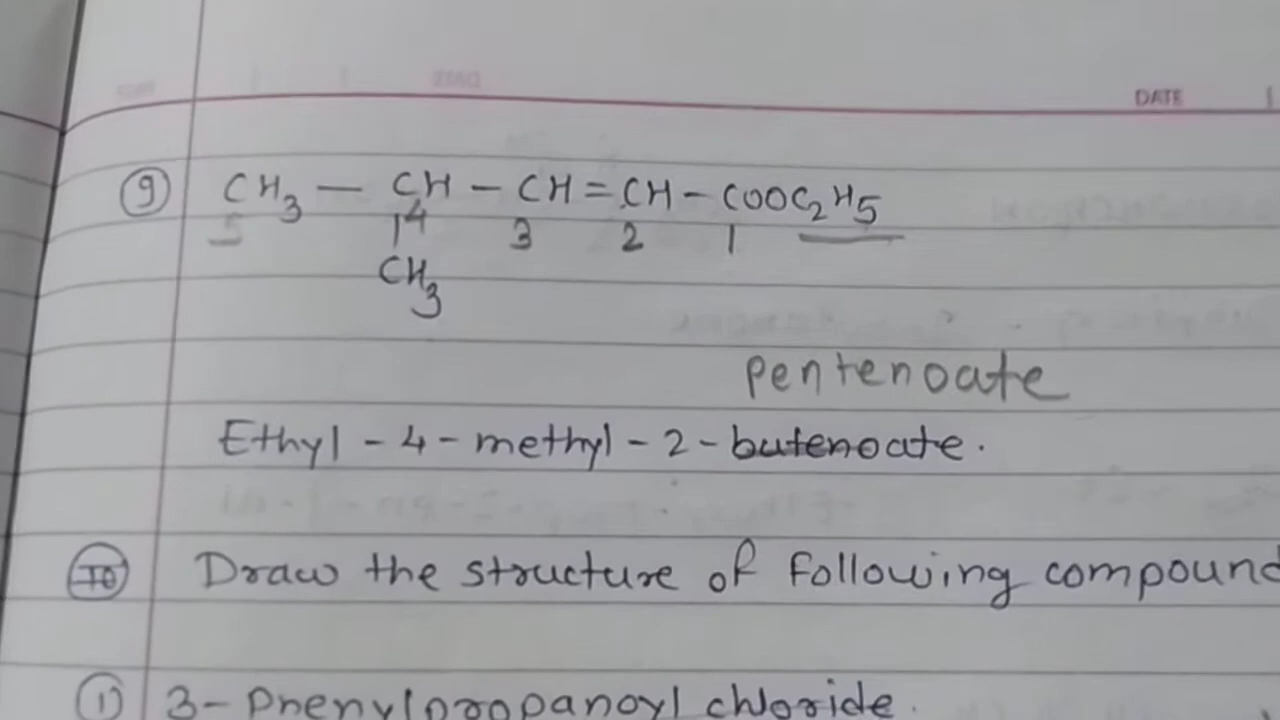 DATE
9 CH3 — CH – CH = CH – COOC2H5
5 4 3 2 1
CH3
pentenoate
Ethyl - 4 - methyl - 2 - butenoate.
10 Draw the structure of following compound
1) 3- Phenylpropanoyl chloride.